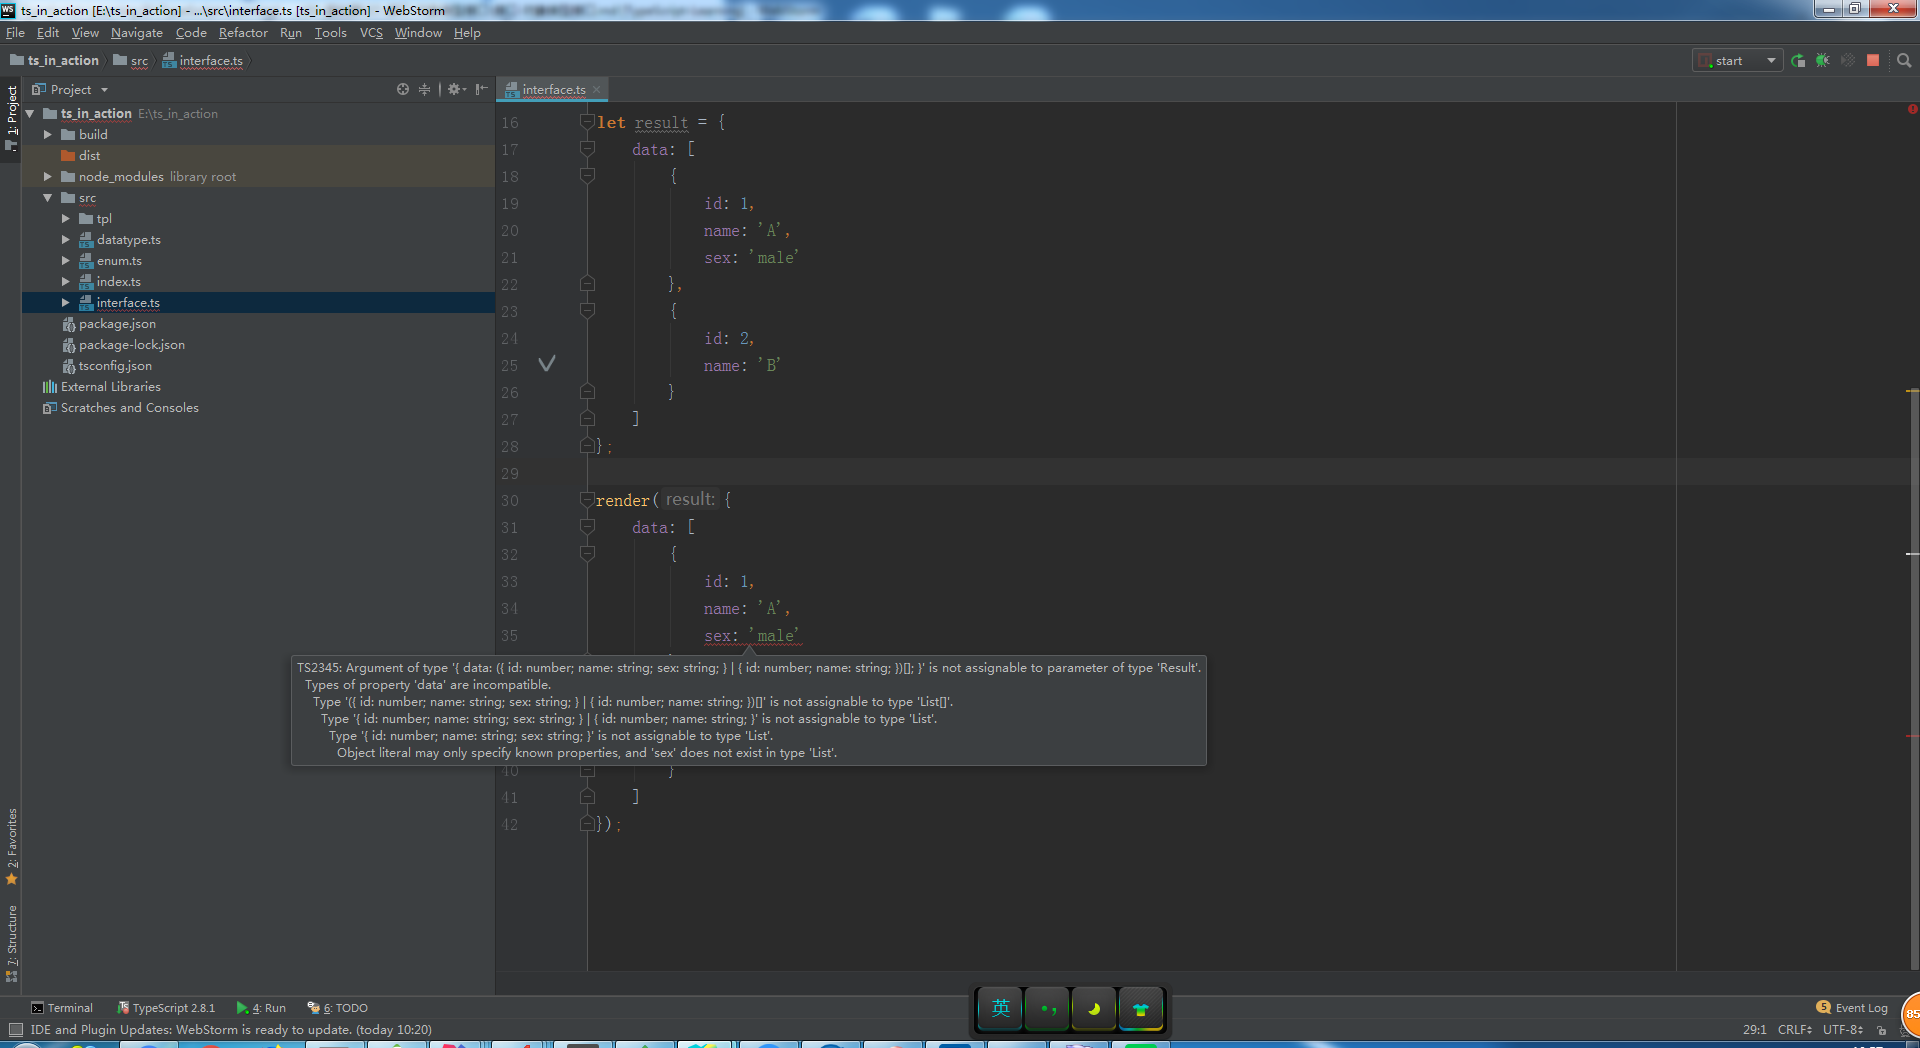 WS ts_in_action [E:\ts_in_action] - ...\src\interface.ts [ts_in_action] - WebStorm
File Edit View Navigate Code Refactor Run Tools VCS Window Help
ts_in_action src interface.ts start
1: Project
Project
interface.ts
ts_in_action E:\ts_in_action
build
dist
node_modules library root
src
tpl
datatype.ts
enum.ts
index.ts
interface.ts
package.json
package-lock.json
tsconfig.json
External Libraries
Scratches and Consoles
16 let result = {
17 data: [
18 {
19 id: 1,
20 name: 'A',
21 sex: 'male'
22 },
23 {
24 id: 2,
25 name: 'B'
26 }
27 ]
28 };
29
30 render( result: {
31 data: [
32 {
33 id: 1,
34 name: 'A',
35 sex: 'male'
TS2345: Argument of type '{ data: ({ id: number; name: string; sex: string; } | { id: number; name: string; })[]; }' is not assignable to parameter of type 'Result'.
Types of property 'data' are incompatible.
Type '({ id: number; name: string; sex: string; } | { id: number; name: string; })[]' is not assignable to type 'List[]'.
Type '{ id: number; name: string; sex: string; } | { id: number; name: string; }' is not assignable to type 'List'.
Type '{ id: number; name: string; sex: string; }' is not assignable to type 'List'.
Object literal may only specify known properties, and 'sex' does not exist in type 'List'.
40 }
41 ]
42 });
2: Favorites
7: Structure
Terminal TypeScript 2.8.1 4: Run 6: TODO
英
5 Event Log
85
IDE and Plugin Updates: WebStorm is ready to update. (today 10:20)
29:1 CRLF UTF-8